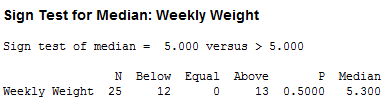 Sign Test for Median: Weekly Weight
Sign test of median =  5.000 versus > 5.000
N  Below  Equal  Above       P  Median
Weekly Weight  25     12      0     13  0.5000   5.300